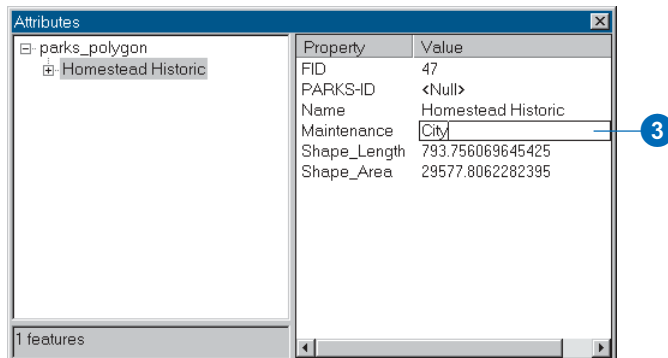 Attributes
parks_polygon
Homestead Historic
1 features
Property Value
FID 47
PARKS-ID <Null>
Name Homestead Historic
Maintenance City
Shape_Length 793.756069645425
Shape_Area 29577.8062282395
3